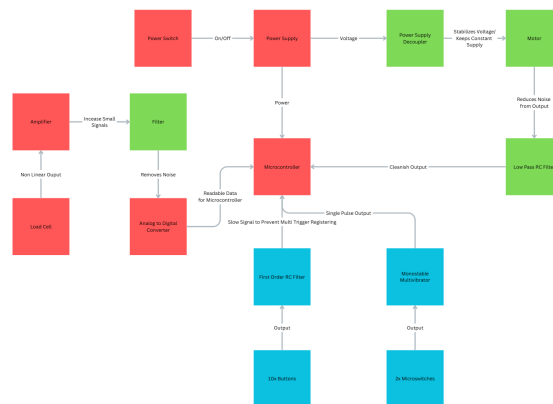 Power Switch
On/Off
Power Supply
Voltage
Power Supply
Decoupler
Stabilizes Voltage/
Keeps Constant
Supply
Motor
Amplifier
Incease Small
Signals
Filter
Power
Reduces Noise
from Output
Non Linear Ouput
Removes Noise
Microcontroller
Cleanish Output
Low Pass RC Filter
Load Cell
Analog to Digital
Converter
Readable Data
for Microcontroller
Single Pulse Output
Slow Signal to Prevent Multi Trigger Registering
First Order RC Filter
Monostable
Multivibrator
Output
Output
10x Buttons
2x Microswitches